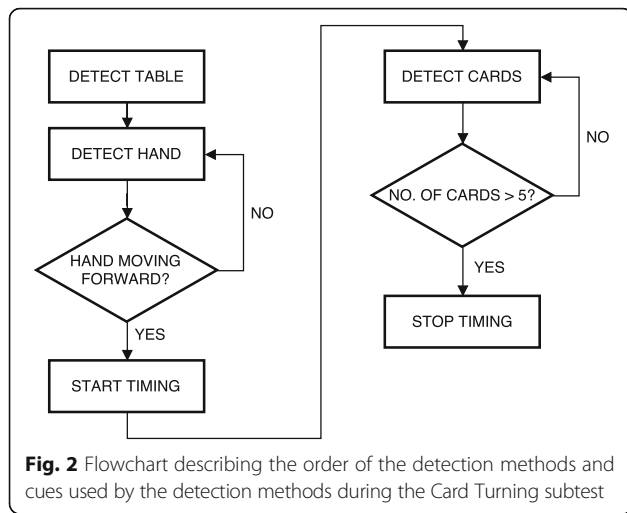 DETECT TABLE
DETECT HAND
NO
HAND MOVING
FORWARD?
YES
START TIMING
DETECT CARDS
NO
NO. OF CARDS > 5?
YES
STOP TIMING
Fig. 2 Flowchart describing the order of the detection methods and
cues used by the detection methods during the Card Turning subtest